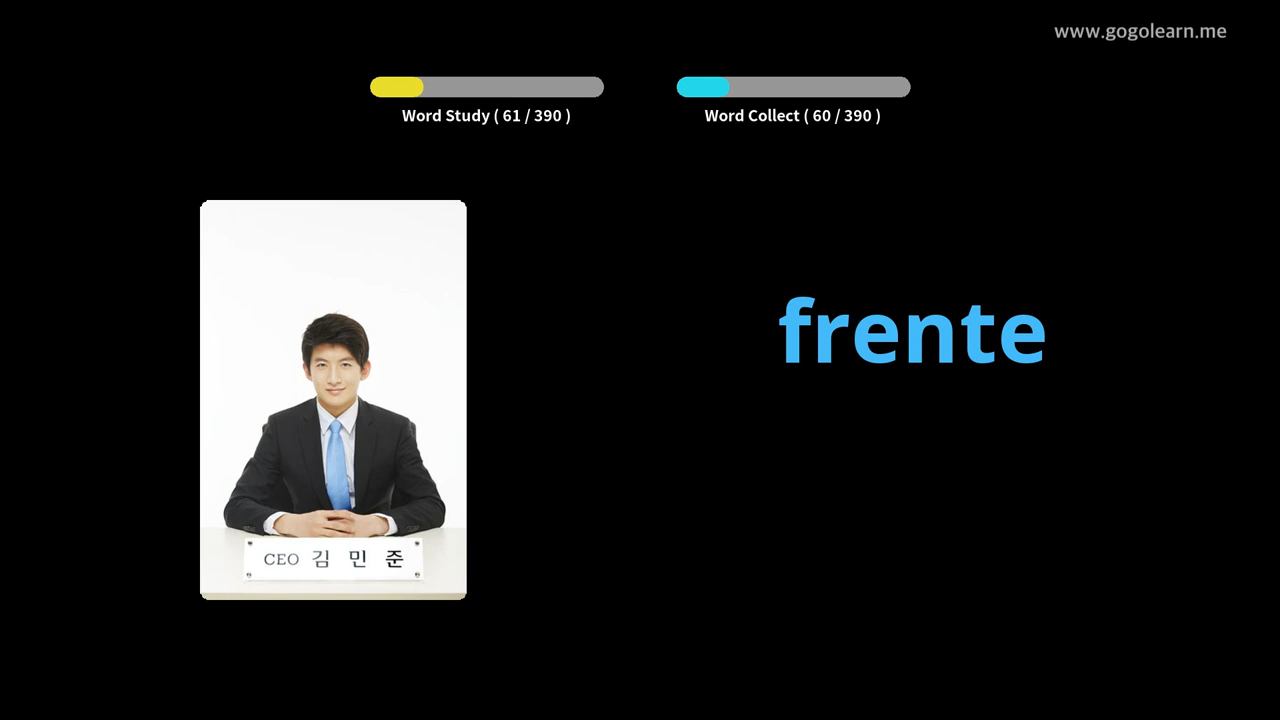 www.gogolearn.me
Word Study ( 61 / 390 )
Word Collect ( 60 / 390 )
frente
CEO 김 민 준